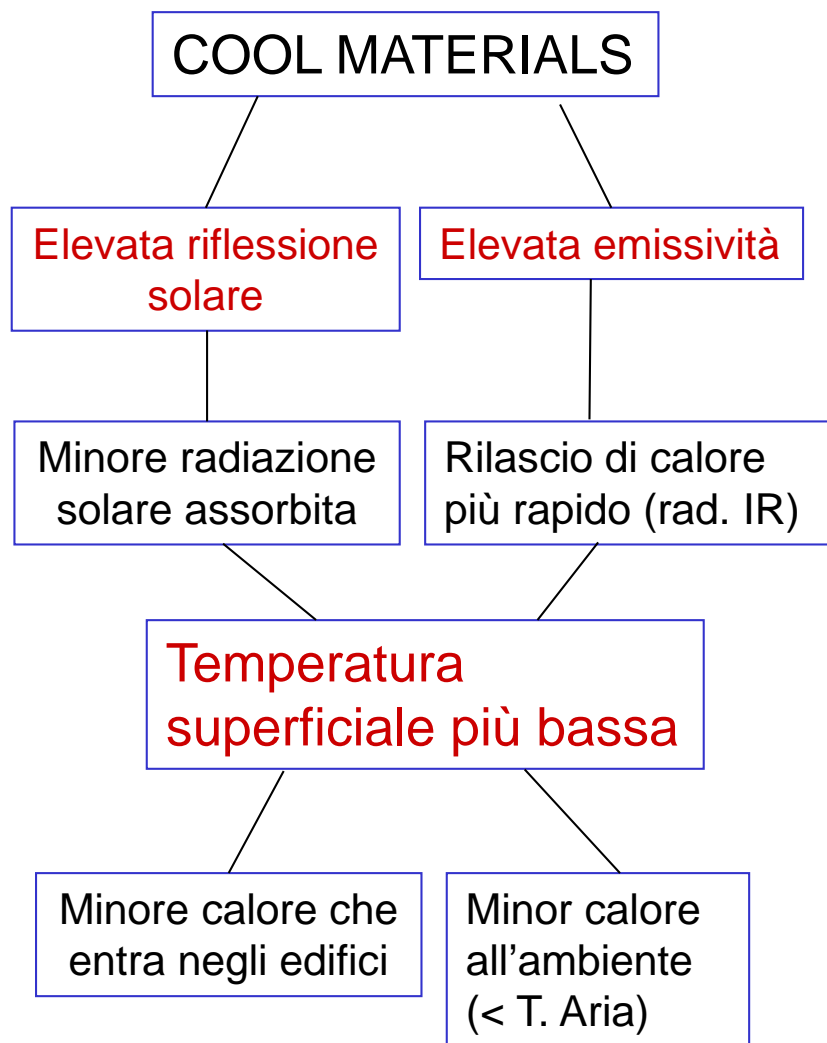 COOL MATERIALS
Elevata riflessione
solare
Elevata emissività
Minore radiazione
solare assorbita
Rilascio di calore
più rapido (rad. IR)
Temperatura
superficiale più bassa
Minore calore che
entra negli edifici
Minor calore
all’ambiente
(< T. Aria)